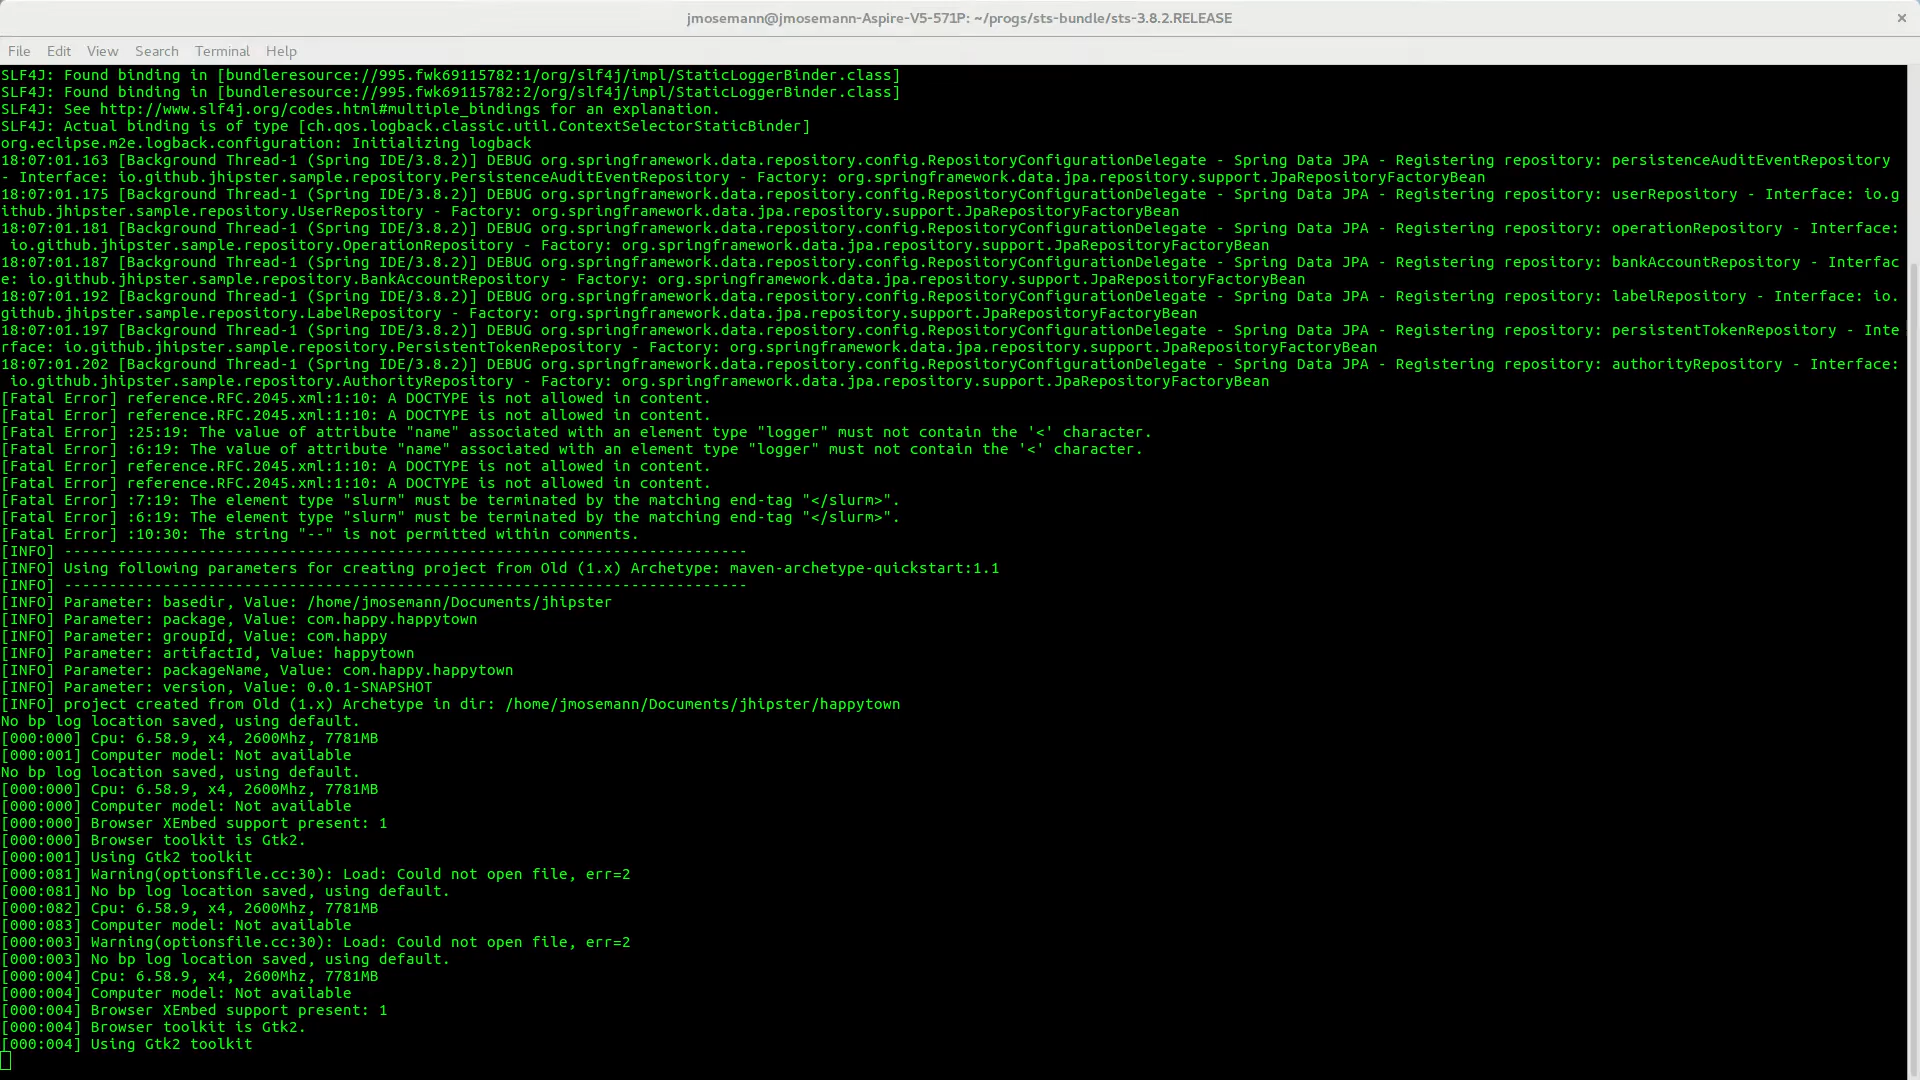 jmosemann@jmosemann-Aspire-V5-571P: ~/progs/sts-bundle/sts-3.8.2.RELEASE
File Edit View Search Terminal Help
SLF4J: Found binding in [bundleresource://995.fwk69115782:1/org/slf4j/impl/StaticLoggerBinder.class]
SLF4J: Found binding in [bundleresource://995.fwk69115782:2/org/slf4j/impl/StaticLoggerBinder.class]
SLF4J: See http://www.slf4j.org/codes.html#multiple_bindings for an explanation.
SLF4J: Actual binding is of type [ch.qos.logback.classic.util.ContextSelectorStaticBinder]
org.eclipse.m2e.logback.configuration: Initializing logback
18:07:01.163 [Background Thread-1 (Spring IDE/3.8.2)] DEBUG org.springframework.data.repository.config.RepositoryConfigurationDelegate - Spring Data JPA - Registering repository: persistenceAuditEventRepository
- Interface: io.github.jhipster.sample.repository.PersistenceAuditEventRepository - Factory: org.springframework.data.jpa.repository.support.JpaRepositoryFactoryBean
18:07:01.175 [Background Thread-1 (Spring IDE/3.8.2)] DEBUG org.springframework.data.repository.config.RepositoryConfigurationDelegate - Spring Data JPA - Registering repository: userRepository - Interface: io.g
ithub.jhipster.sample.repository.UserRepository - Factory: org.springframework.data.jpa.repository.support.JpaRepositoryFactoryBean
18:07:01.181 [Background Thread-1 (Spring IDE/3.8.2)] DEBUG org.springframework.data.repository.config.RepositoryConfigurationDelegate - Spring Data JPA - Registering repository: operationRepository - Interface:
io.github.jhipster.sample.repository.OperationRepository - Factory: org.springframework.data.jpa.repository.support.JpaRepositoryFactoryBean
18:07:01.187 [Background Thread-1 (Spring IDE/3.8.2)] DEBUG org.springframework.data.repository.config.RepositoryConfigurationDelegate - Spring Data JPA - Registering repository: bankAccountRepository - Interfac
e: io.github.jhipster.sample.repository.BankAccountRepository - Factory: org.springframework.data.jpa.repository.support.JpaRepositoryFactoryBean
18:07:01.192 [Background Thread-1 (Spring IDE/3.8.2)] DEBUG org.springframework.data.repository.config.RepositoryConfigurationDelegate - Spring Data JPA - Registering repository: labelRepository - Interface: io.
github.jhipster.sample.repository.LabelRepository - Factory: org.springframework.data.jpa.repository.support.JpaRepositoryFactoryBean
18:07:01.197 [Background Thread-1 (Spring IDE/3.8.2)] DEBUG org.springframework.data.repository.config.RepositoryConfigurationDelegate - Spring Data JPA - Registering repository: persistentTokenRepository - Inte
rface: io.github.jhipster.sample.repository.PersistentTokenRepository - Factory: org.springframework.data.jpa.repository.support.JpaRepositoryFactoryBean
18:07:01.202 [Background Thread-1 (Spring IDE/3.8.2)] DEBUG org.springframework.data.repository.config.RepositoryConfigurationDelegate - Spring Data JPA - Registering repository: authorityRepository - Interface:
io.github.jhipster.sample.repository.AuthorityRepository - Factory: org.springframework.data.jpa.repository.support.JpaRepositoryFactoryBean
[Fatal Error] reference.RFC.2045.xml:1:10: A DOCTYPE is not allowed in content.
[Fatal Error] reference.RFC.2045.xml:1:10: A DOCTYPE is not allowed in content.
[Fatal Error] :25:19: The value of attribute "name" associated with an element type "logger" must not contain the '<' character.
[Fatal Error] :6:19: The value of attribute "name" associated with an element type "logger" must not contain the '<' character.
[Fatal Error] reference.RFC.2045.xml:1:10: A DOCTYPE is not allowed in content.
[Fatal Error] reference.RFC.2045.xml:1:10: A DOCTYPE is not allowed in content.
[Fatal Error] :7:19: The element type "slurm" must be terminated by the matching end-tag "</slurm>".
[Fatal Error] :6:19: The element type "slurm" must be terminated by the matching end-tag "</slurm>".
[Fatal Error] :10:30: The string "--" is not permitted within comments.
[INFO] ----------------------------------------------------------------------------
[INFO] Using following parameters for creating project from Old (1.x) Archetype: maven-archetype-quickstart:1.1
[INFO] ----------------------------------------------------------------------------
[INFO] Parameter: basedir, Value: /home/jmosemann/Documents/jhipster
[INFO] Parameter: package, Value: com.happy.happytown
[INFO] Parameter: groupId, Value: com.happy
[INFO] Parameter: artifactId, Value: happytown
[INFO] Parameter: packageName, Value: com.happy.happytown
[INFO] Parameter: version, Value: 0.0.1-SNAPSHOT
[INFO] project created from Old (1.x) Archetype in dir: /home/jmosemann/Documents/jhipster/happytown
No bp log location saved, using default.
[000:000] Cpu: 6.58.9, x4, 2600Mhz, 7781MB
[000:001] Computer model: Not available
No bp log location saved, using default.
[000:000] Cpu: 6.58.9, x4, 2600Mhz, 7781MB
[000:000] Computer model: Not available
[000:000] Browser XEmbed support present: 1
[000:000] Browser toolkit is Gtk2.
[000:001] Using Gtk2 toolkit
[000:081] Warning(optionsfile.cc:30): Load: Could not open file, err=2
[000:081] No bp log location saved, using default.
[000:082] Cpu: 6.58.9, x4, 2600Mhz, 7781MB
[000:083] Computer model: Not available
[000:003] Warning(optionsfile.cc:30): Load: Could not open file, err=2
[000:003] No bp log location saved, using default.
[000:004] Cpu: 6.58.9, x4, 2600Mhz, 7781MB
[000:004] Computer model: Not available
[000:004] Browser XEmbed support present: 1
[000:004] Browser toolkit is Gtk2.
[000:004] Using Gtk2 toolkit